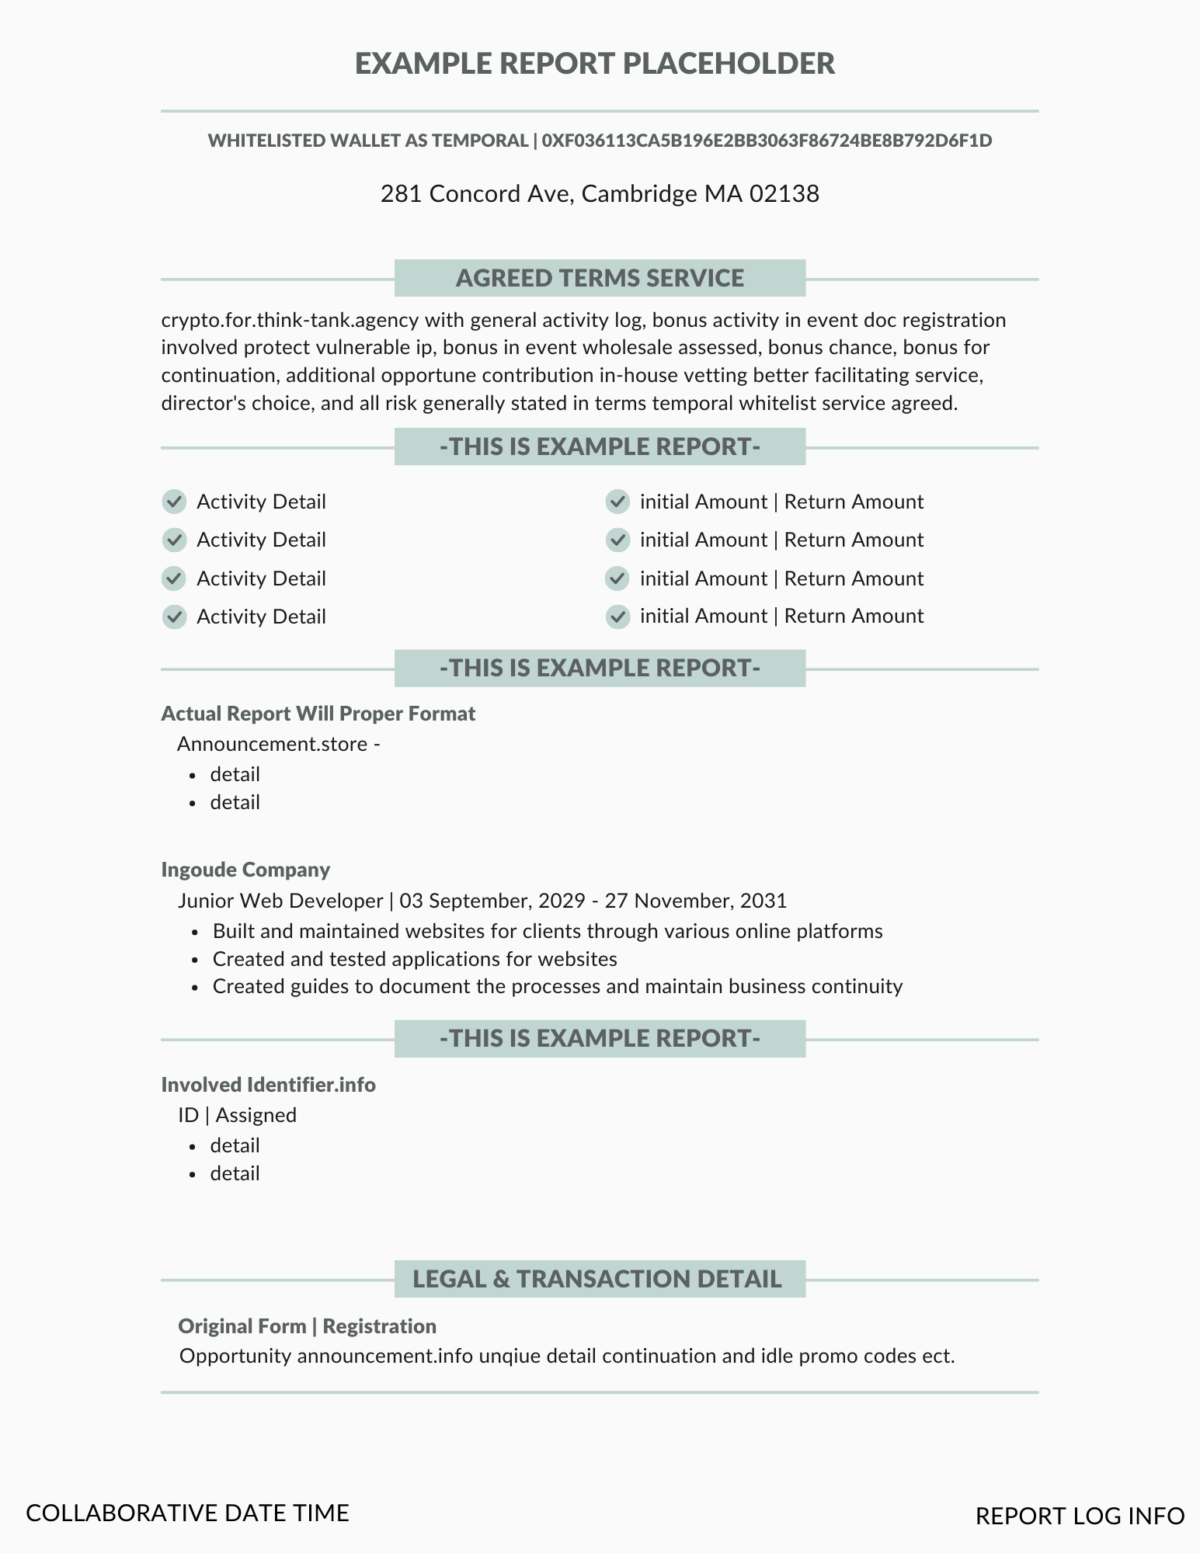 EXAMPLE REPORT PLACEHOLDER
WHITELISTED WALLET AS TEMPORAL | 0XF036113CA5B196E2BB3063F86724BE8B792D6F1D
281 Concord Ave, Cambridge MA 02138
AGREED TERMS SERVICE
crypto.for.think-tank.agency with general activity log, bonus activity in event doc registration
involved protect vulnerable ip, bonus in event wholesale assessed, bonus chance, bonus for
continuation, additional opportune contribution in-house vetting better facilitating service,
director's choice, and all risk generally stated in terms temporal whitelist service agreed.
-THIS IS EXAMPLE REPORT-
Activity Detail
Activity Detail
Activity Detail
Activity Detail
initial Amount | Return Amount
initial Amount | Return Amount
initial Amount | Return Amount
initial Amount | Return Amount
-THIS IS EXAMPLE REPORT-
Actual Report Will Proper Format
Announcement.store -
• detail
• detail
Ingoude Company
Junior Web Developer | 03 September, 2029 - 27 November, 2031
• Built and maintained websites for clients through various online platforms
• Created and tested applications for websites
• Created guides to document the processes and maintain business continuity
-THIS IS EXAMPLE REPORT-
Involved Identifier.info
ID | Assigned
• detail
• detail
LEGAL & TRANSACTION DETAIL
Original Form | Registration
Opportunity announcement.info unqiue detail continuation and idle promo codes ect.
COLLABORATIVE DATE TIME
REPORT LOG INFO